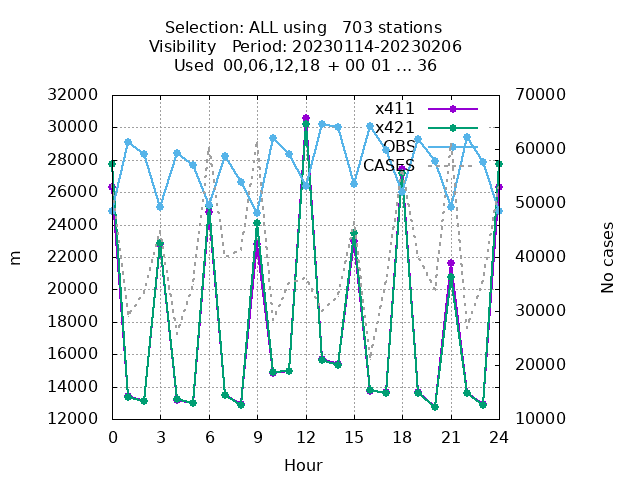 Selection: ALL using 703 stations
Visibility Period: 20230114-20230206
Used 00,06,12,18 + 00 01 ... 36
32000
30000
28000
26000
24000
22000
20000
18000
16000
14000
12000
m
x411
x421
OBS
CASES
70000
60000
50000
40000
30000
20000
10000
No cases
0 3 6 9 12 15 18 21 24
Hour